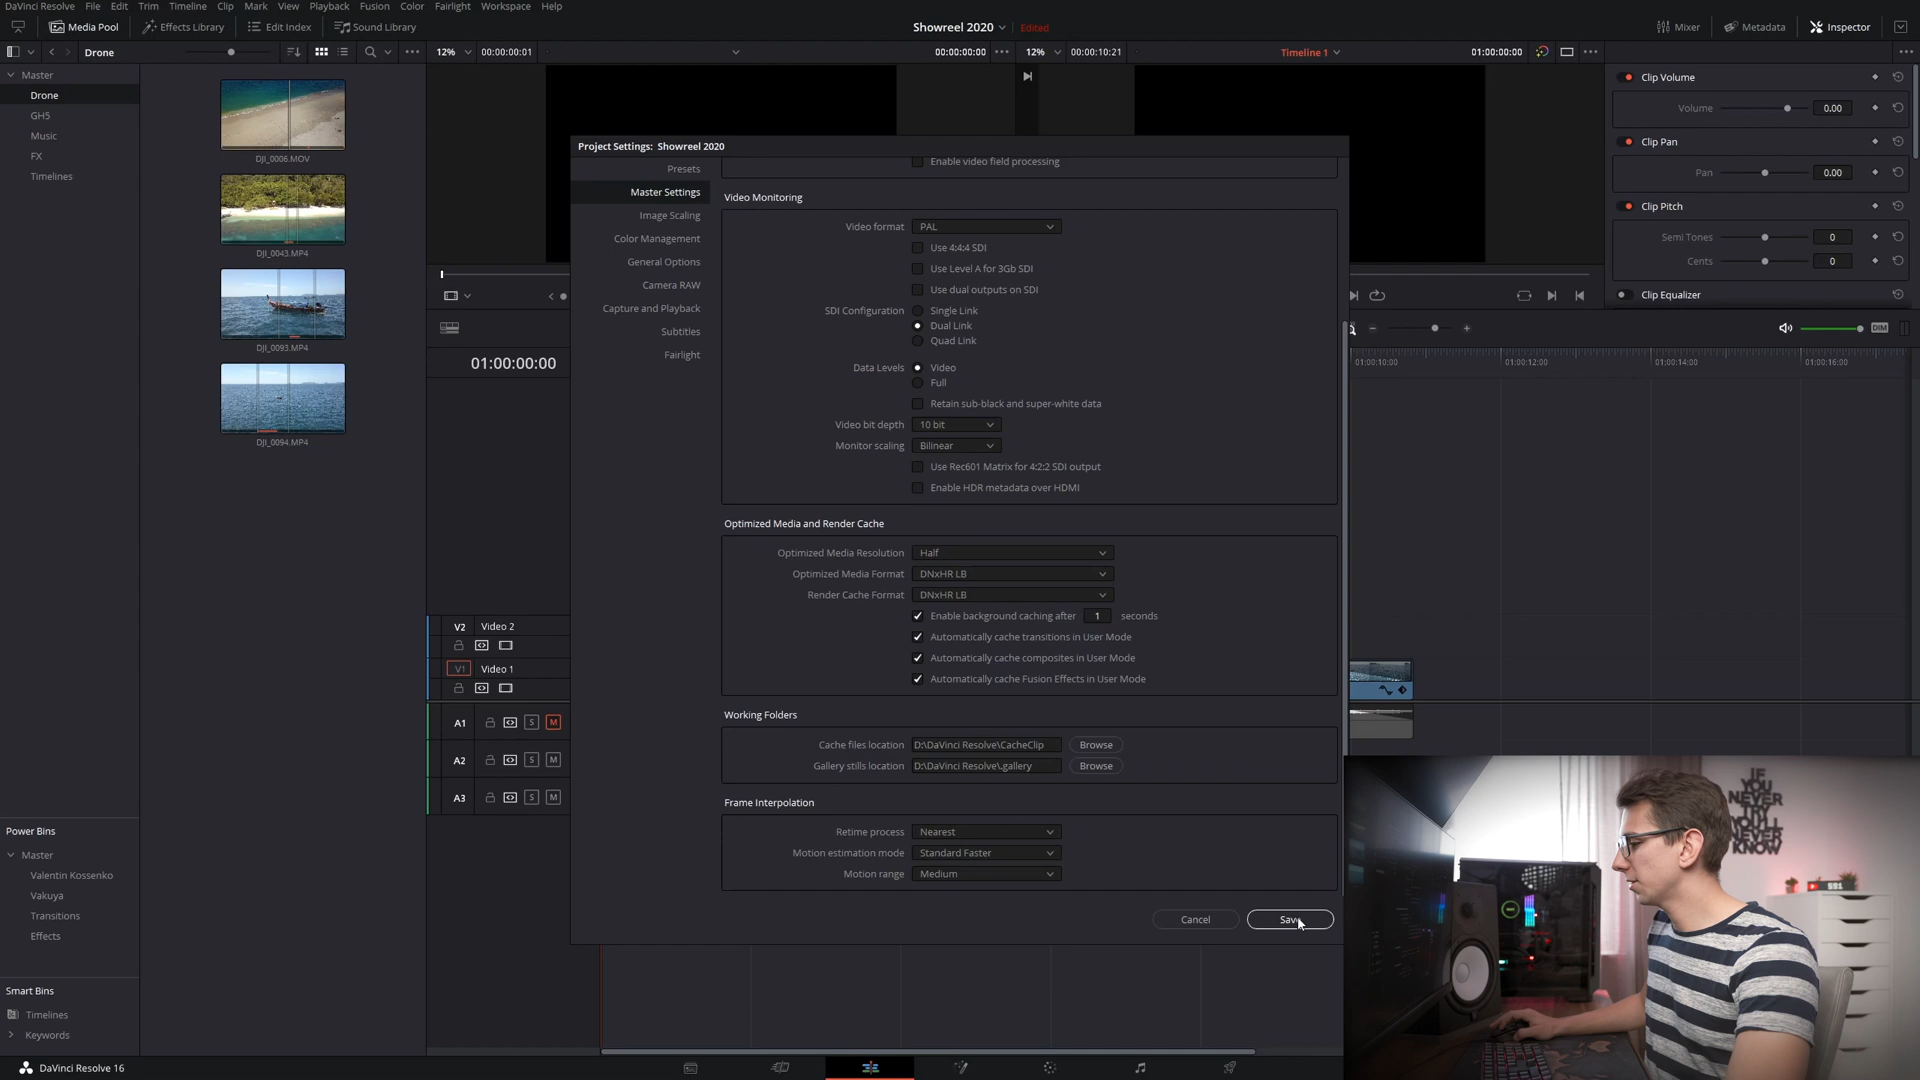 DaVinci Resolve File Edit Trim Timeline Clip Mark View Playback Fusion Color Fairlight Workspace Help
Media Pool Effects Library Edit Index Sound Library Showreel 2020 Edited Mixer Metadata Inspector
Drone 12% 00:00:00:01 00:00:00:00 12% 00:00:10:21 Timeline 1 01:00:00:00
Master
Drone
GH5
Music
FX
Timelines
DJI_0006.MOV
DJI_0043.MP4
DJI_0093.MP4
DJI_0094.MP4
Power Bins
Master
Valentin Kossenko
Vakuya
Transitions
Effects
Smart Bins
Timelines
Keywords
01:00:00:00
V2 Video 2
V1 Video 1
A1 S M
A2 S M
A3 S M
Project Settings: Showreel 2020
Presets
Master Settings
Image Scaling
Color Management
General Options
Camera RAW
Capture and Playback
Subtitles
Fairlight
Enable video field processing
Video Monitoring
Video format PAL
Use 4:4:4 SDI
Use Level A for 3Gb SDI
Use dual outputs on SDI
SDI Configuration Single Link
Dual Link
Quad Link
Data Levels Video
Full
Retain sub-black and super-white data
Video bit depth 10 bit
Monitor scaling Bilinear
Use Rec601 Matrix for 4:2:2 SDI output
Enable HDR metadata over HDMI
Optimized Media and Render Cache
Optimized Media Resolution Half
Optimized Media Format DNxHR LB
Render Cache Format DNxHR LB
Enable background caching after 1 seconds
Automatically cache transitions in User Mode
Automatically cache composites in User Mode
Automatically cache Fusion Effects in User Mode
Working Folders
Cache files location D:\DaVinci Resolve\CacheClip Browse
Gallery stills location D:\DaVinci Resolve\.gallery Browse
Frame Interpolation
Retime process Nearest
Motion estimation mode Standard Faster
Motion range Medium
Cancel Save
Clip Volume
Volume 0.00
Clip Pan
Pan 0.00
Clip Pitch
Semi Tones 0
Cents 0
Clip Equalizer
DIM
01:00:10:00 01:00:12:00 01:00:14:00 01:00:16:00
IF
YOU
NEVER
TRY
YOU'LL
NEVER
KNOW
551
DaVinci Resolve 16